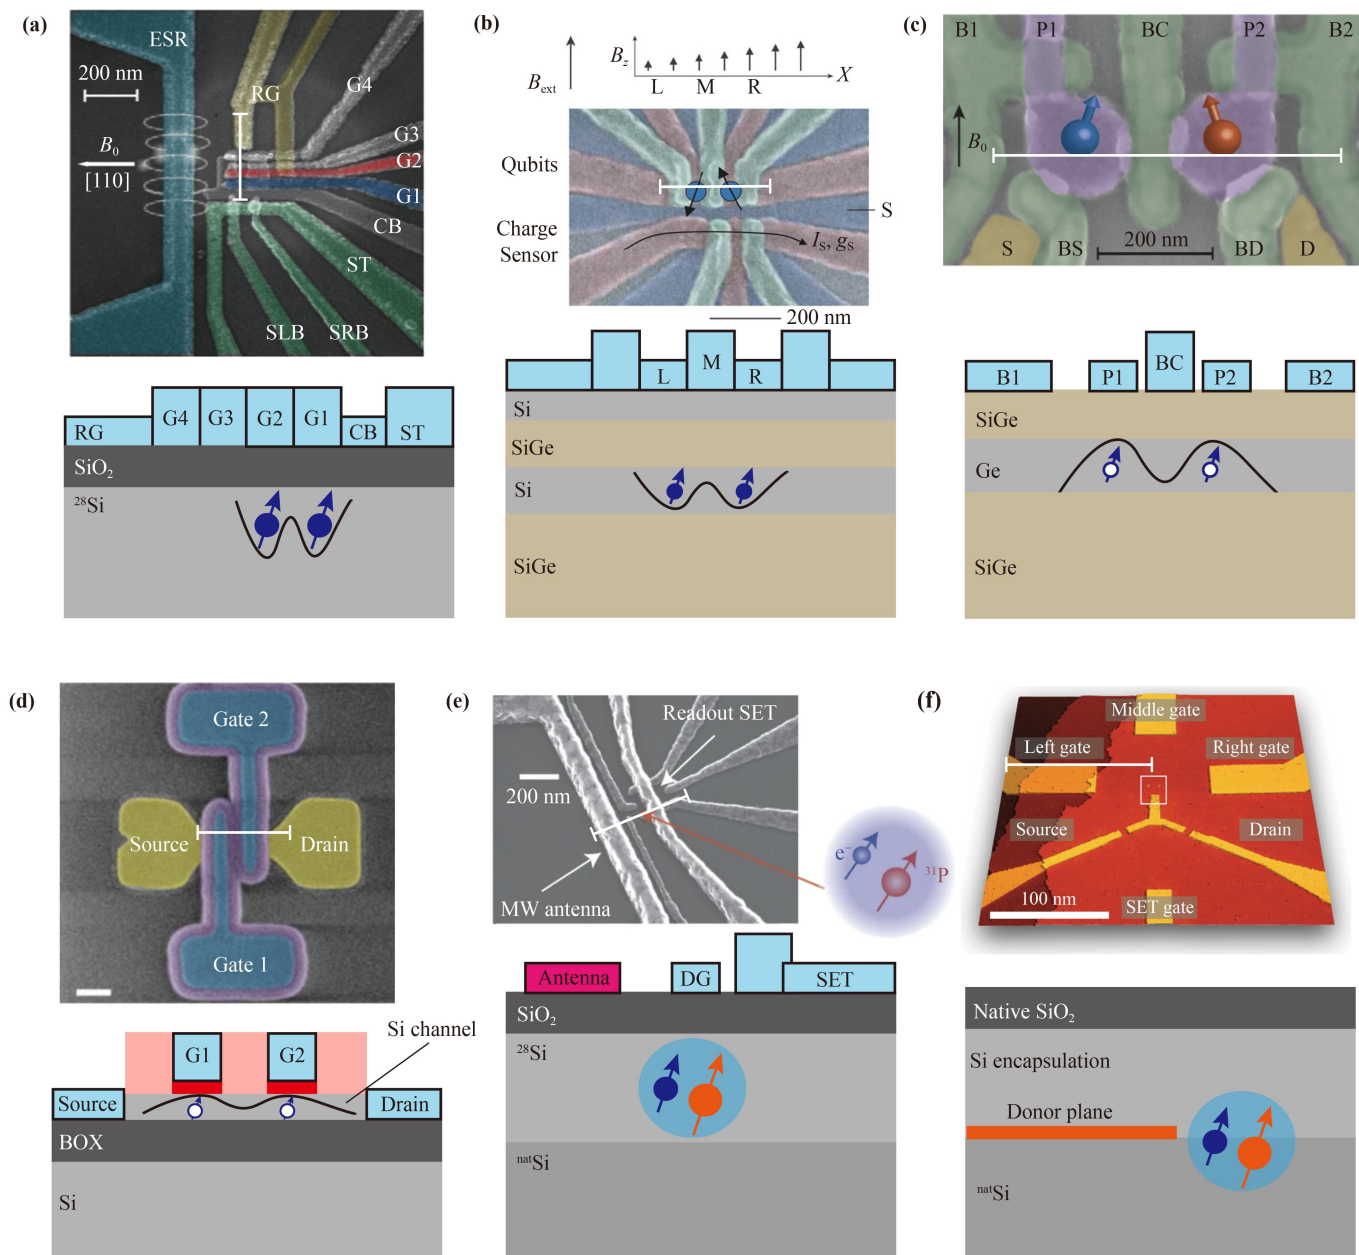 (a)
ESR
200 nm
RG
G4
G3
G2
G1
B0
[110]
CB
ST
SLB
SRB
RG
G4
G3
G2
G1
CB
ST
SiO2
28Si
(b)
Bext
Bz
L
M
R
X
Qubits
S
Charge
Sensor
IS, gS
200 nm
L
M
R
Si
SiGe
Si
SiGe
(c)
B1
P1
BC
P2
B2
B0
200 nm
S
BS
BD
D
B1
P1
BC
P2
B2
SiGe
Ge
SiGe
(d)
Gate 2
Source
Drain
Gate 1
Si channel
G1
G2
Source
Drain
BOX
Si
(e)
Readout SET
200 nm
MW antenna
e−
31P
Antenna
DG
SET
SiO2
28Si
natSi
(f)
Middle gate
Left gate
Right gate
Source
Drain
100 nm
SET gate
Native SiO2
Si encapsulation
Donor plane
natSi